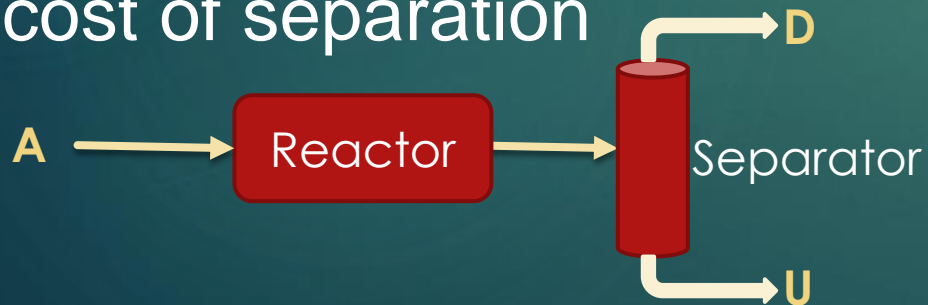 cost of separation
D
A
Reactor
Separator
U